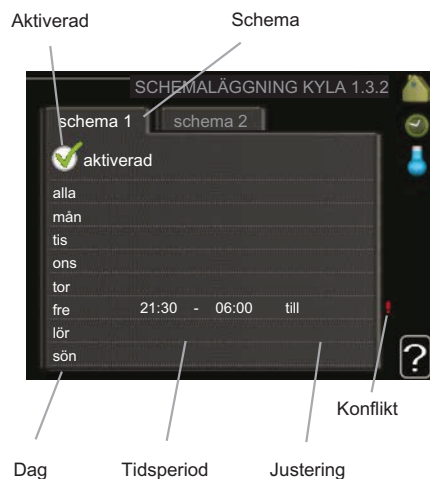 Aktiverad Schema
SCHEMALÄGGNING KYLA 1.3.2
schema 1 schema 2
aktiverad
alla
mån
tis
ons
tor
fre 21:30 - 06:00 till !
lör
sön
?
Konflikt
Dag Tidsperiod Justering